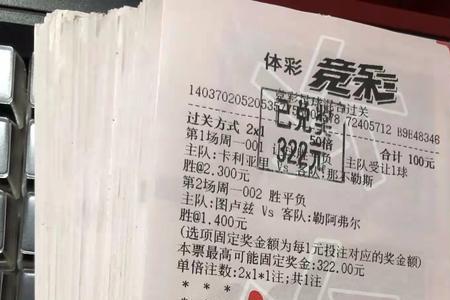 体彩 竞彩
过关方式 2x1 50倍 合计 100元
已兑奖
322元
第1场周一001 让 负 主队受让1球
主队:卡利亚里 客队:那不勒斯
胜@2.300元
第2场周一002 胜平负
主队:图卢兹 Vs 客队:勒阿弗尔
胜@1.400元
(选项固定奖金额为每1元投注对应的奖金额)
本票最高可能固定奖金:322.00元
单倍注数:2x1*1注;共1注
* * *